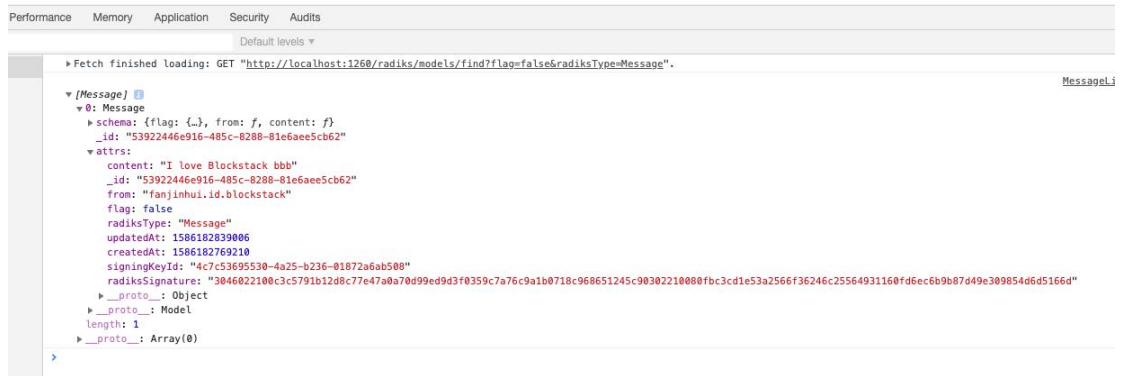 Performance Memory Application Security Audits
Default levels ▼
▶Fetch finished loading: GET "http://localhost:1260/radiks/models/find?flag=false&radiksType=Message".
MessageLi
▼[Message] i
▼0: Message
▶schema: {flag: {…}, from: ƒ, content: ƒ}
_id: "53922446e916-485c-8288-81e6aee5cb62"
▼attrs:
content: "I love Blockstack bbb"
_id: "53922446e916-485c-8288-81e6aee5cb62"
from: "fanjinhui.id.blockstack"
flag: false
radiksType: "Message"
updatedAt: 1586182839006
createdAt: 1586182769210
signingKeyId: "4c7c53695530-4a25-b236-01872a6ab508"
radiksSignature: "3046022100c3c5791b12d8c77e47a0a70d99ed9d3f0359c7a76c9a1b0718c968651245c90302210080fbc3cd1e53a2566f36246c25564931160fd6ec6b9b87d49e309854d6d5166d"
▶__proto__: Object
▶__proto__: Model
length: 1
▶__proto__: Array(0)
>